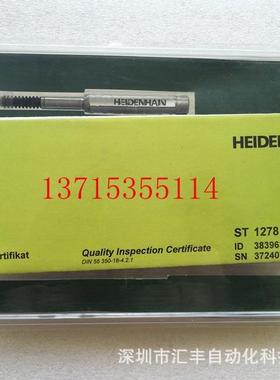 HEIDENHAIN
HEIDEN
13715355114
ST 1278
ID 38396
SN 37240
rtifikat
Quality Inspection Certificate
DIN 55 350-18-4.2.1
深圳市汇丰自动化科技